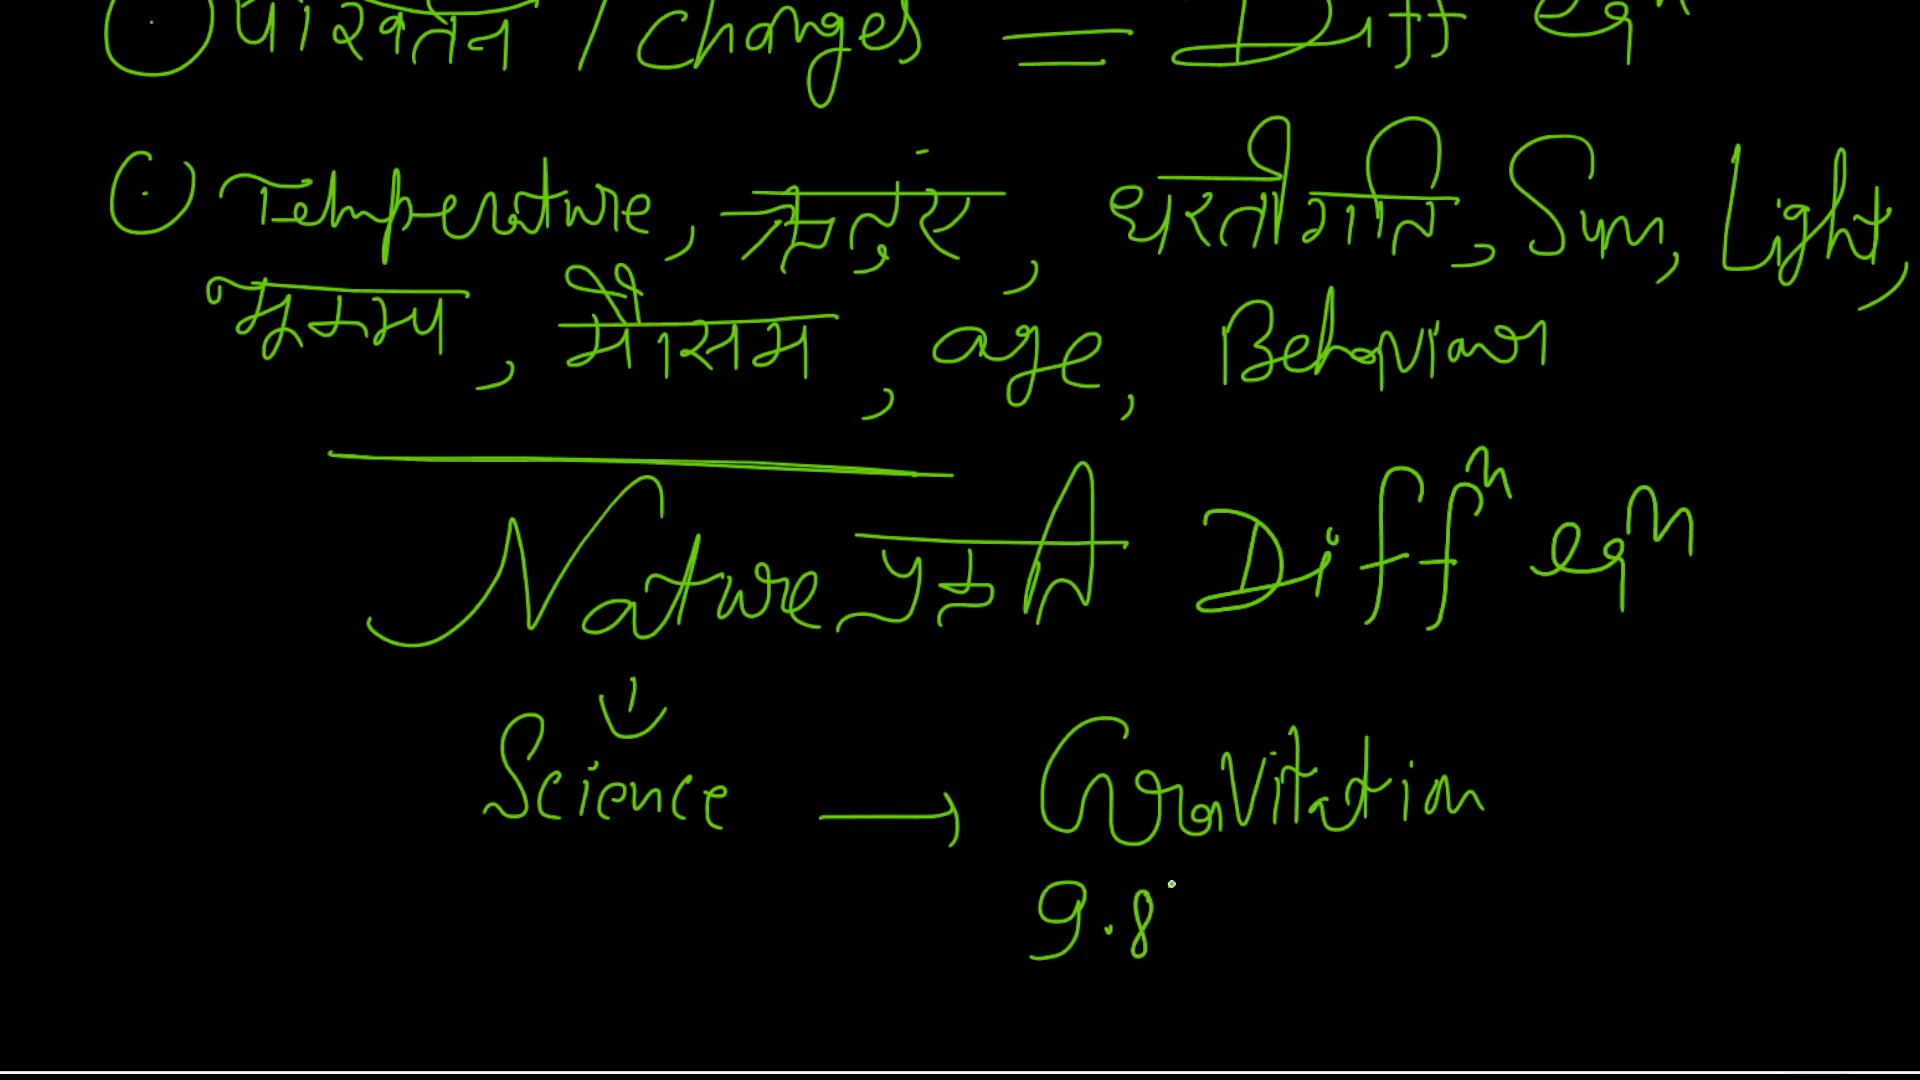 परिवर्तन / Changes = Diff eqⁿ
Temperature, ऋतुएं, धरती गति, Sun, Light,
भूकम्प, मौसम, age, Behaviour
Nature प्रकृति Diffⁿ eqⁿ
Science → Gravitation
9.8